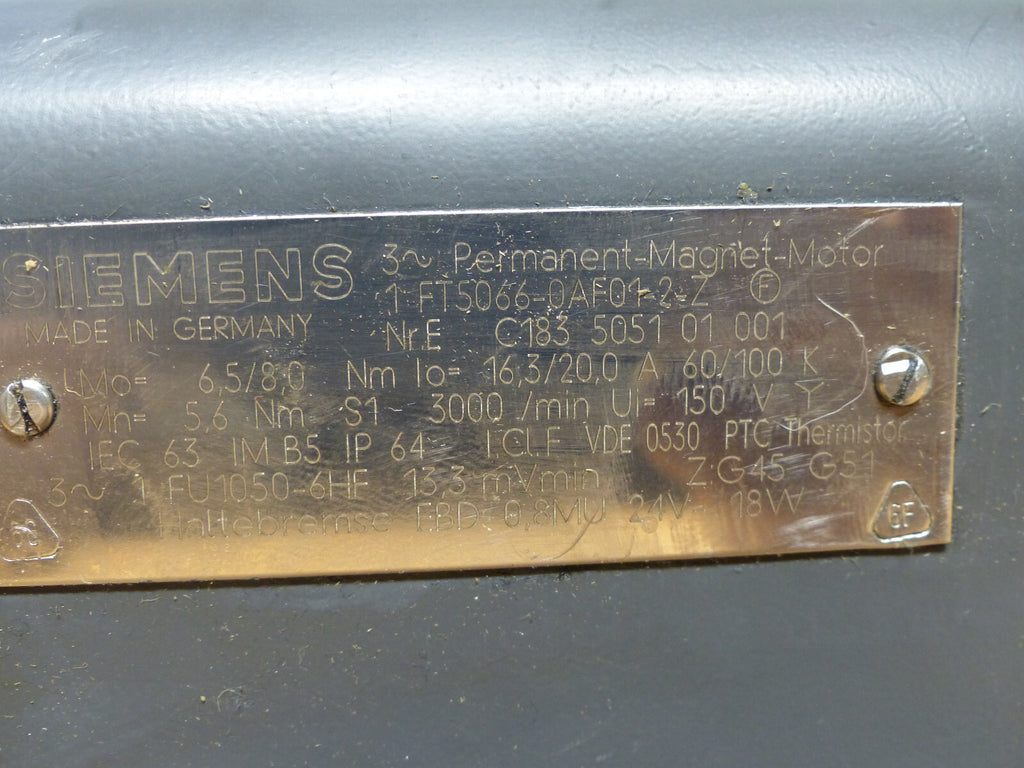 SIEMENS 3~ Permanent-Magnet-Motor
1 FT5066-0AF01-2-Z F
MADE IN GERMANY Nr.E C183 5051 01 001
Mo= 6,5/8,0 Nm Io= 16,3/20,0 A 60/100 K
Mn= 5,6 Nm S1 3000 /min Ui= 150 V Y
IEC 63 IM B5 IP 64 I.CL.F VDE 0530 PTC Thermistor
3~ 1 FU1050-6HF 13,3 mV/min Z:G45 G51
Haltebremse EBD 0,8M 24V- 18W